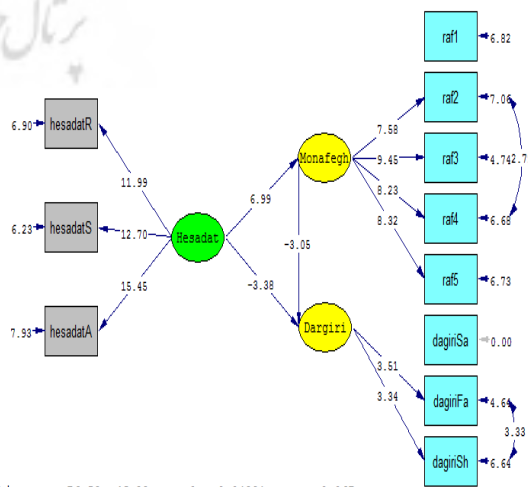 پرتال جا
raf1
6.82
raf2
7.06
6.90
hesadatR
7.58
Monafegh
9.45
raf3
4.74
2.7
11.99
8.23
6.99
8.32
raf4
6.68
6.23
hesadatS
12.70
Hesadat
-3.05
raf5
6.73
15.45
-3.38
7.93
hesadatA
Dargiri
dagiriSa
0.00
3.51
3.34
dagiriFa
4.64
3.33
dagiriSh
6.64